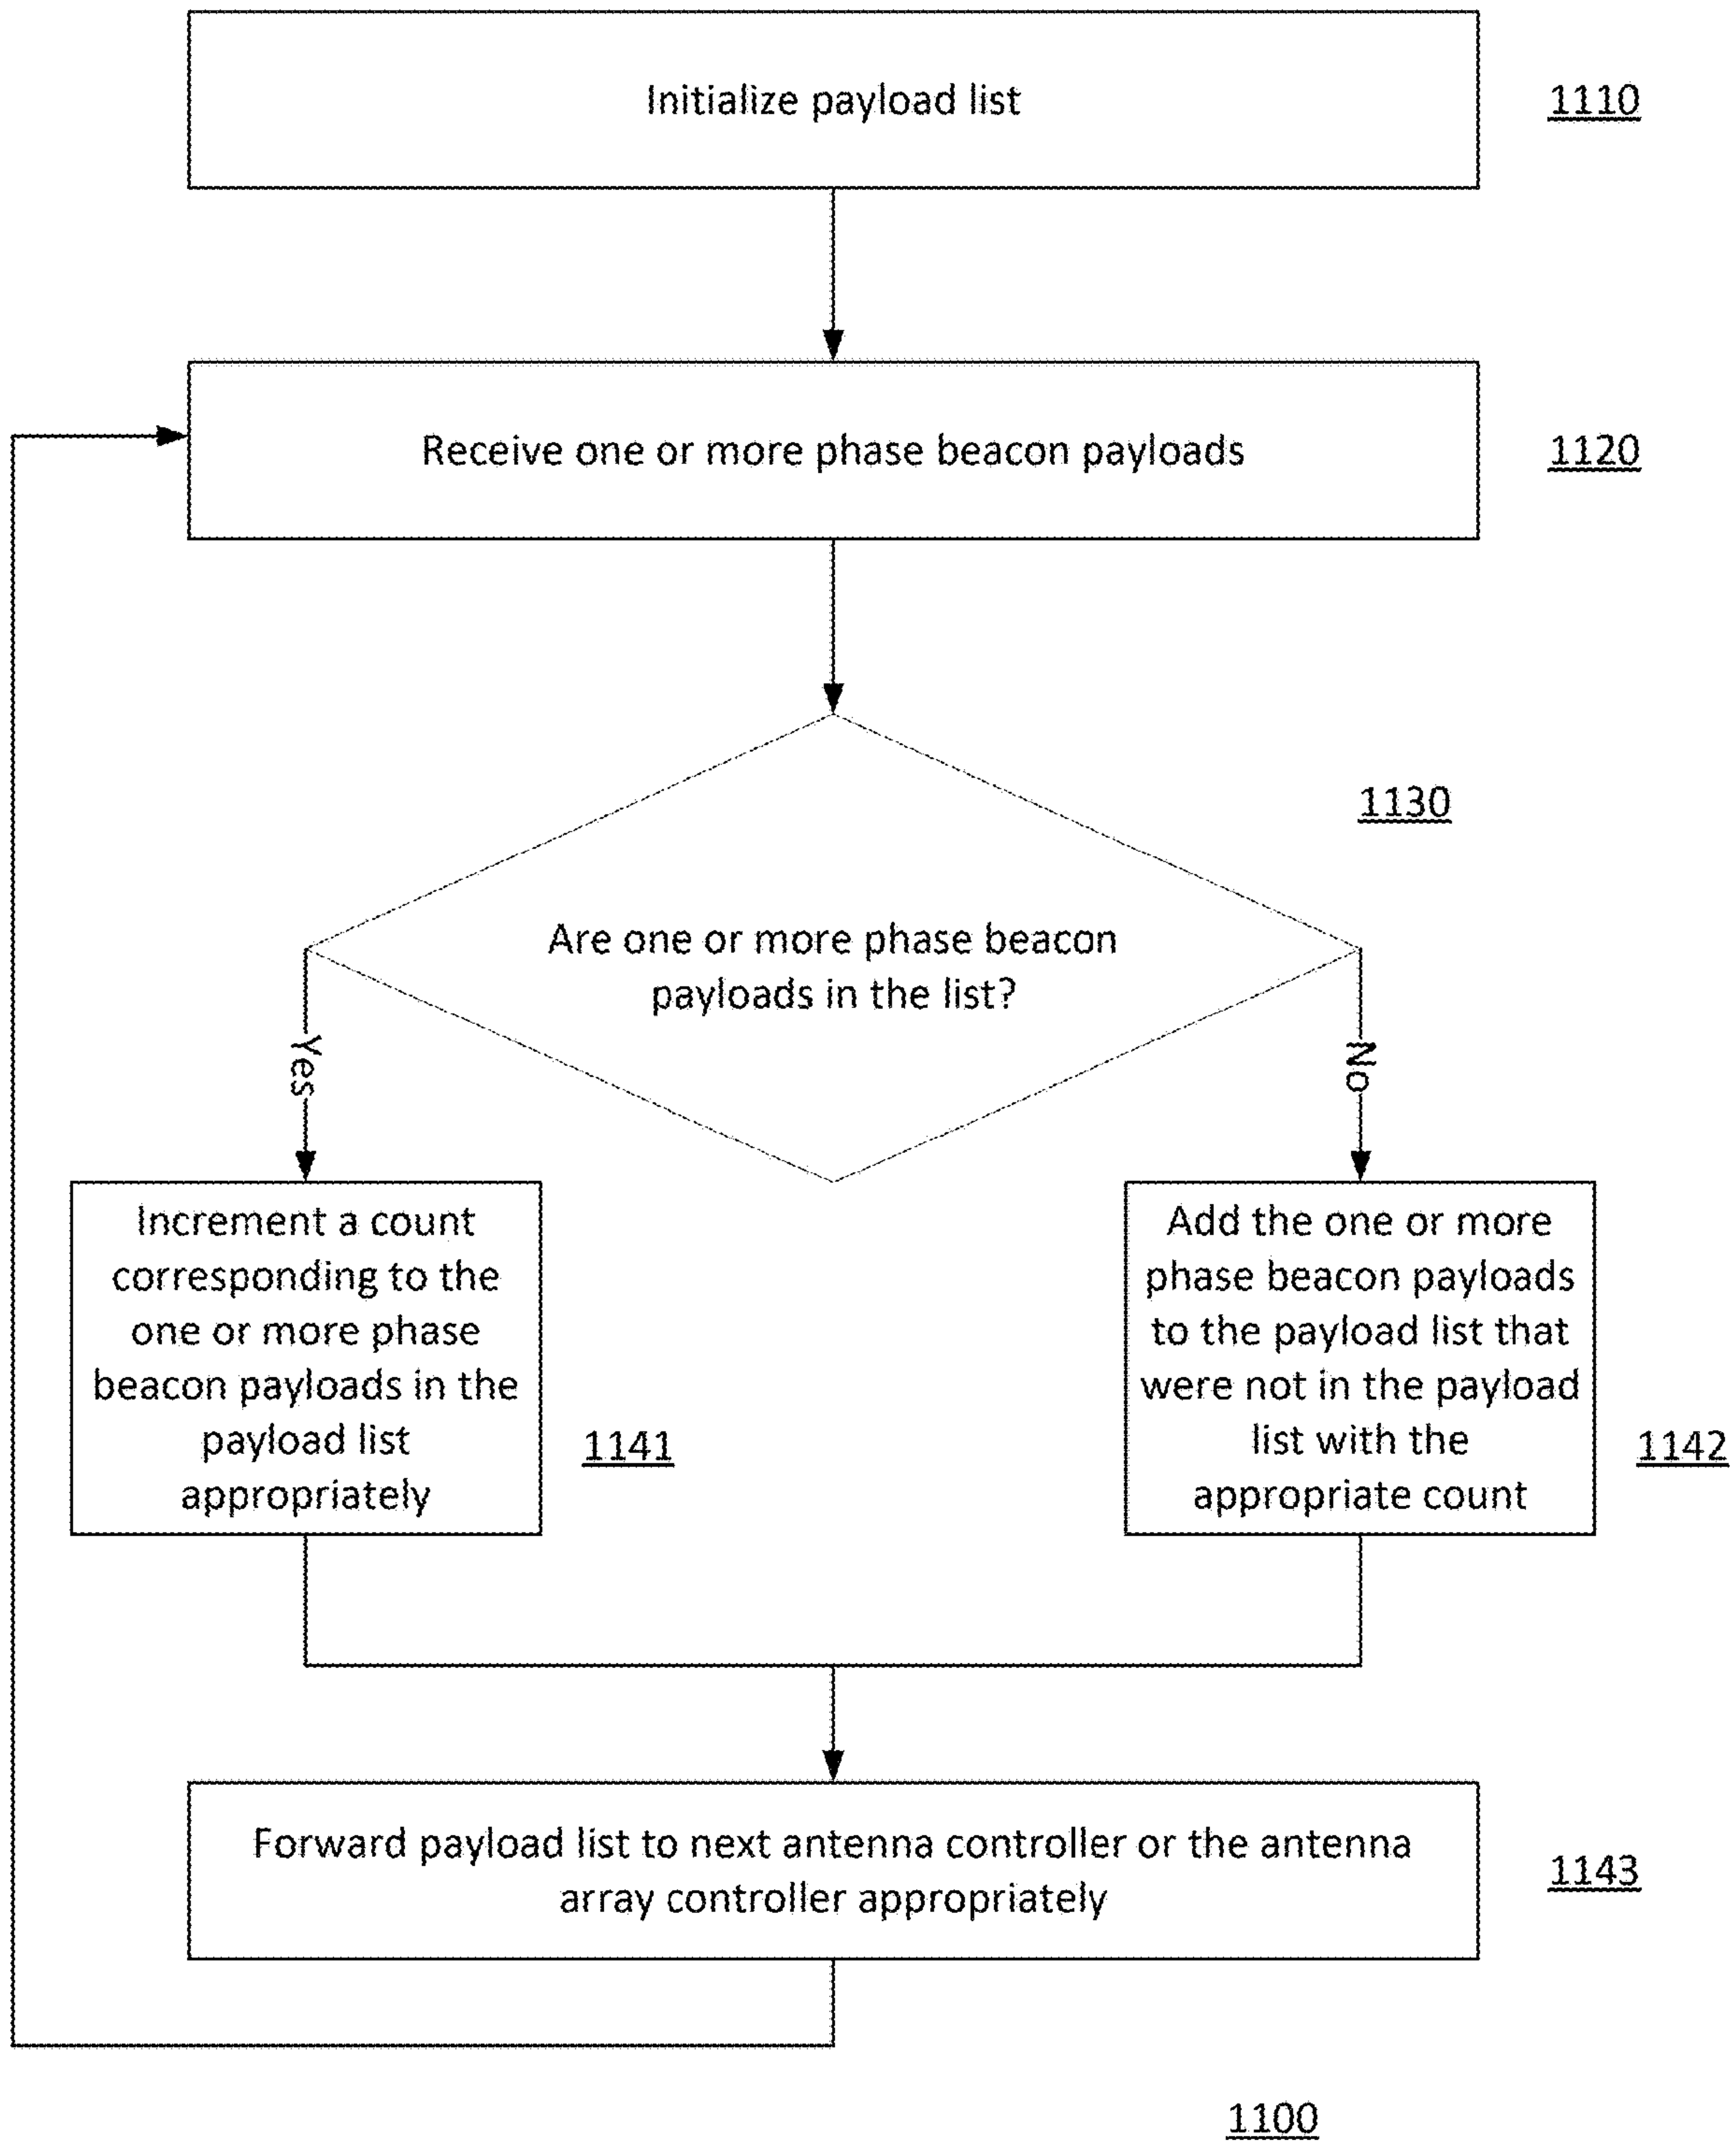 Initialize payload list
1110
Receive one or more phase beacon payloads
1120
1130
Are one or more phase beacon
payloads in the list?
Yes
No
Increment a count
corresponding to the
one or more phase
beacon payloads in the
payload list
appropriately
1141
Add the one or more
phase beacon payloads
to the payload list that
were not in the payload
list with the
appropriate count
1142
Forward payload list to next antenna controller or the antenna
array controller appropriately
1143
1100